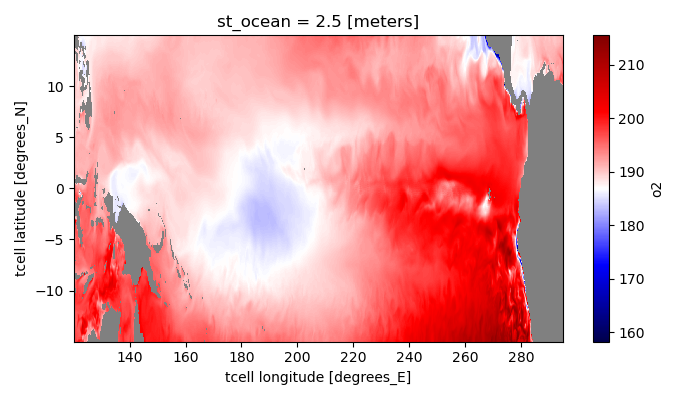 st_ocean = 2.5 [meters]
10
5
0
−5
−10
tcell latitude [degrees_N]
140 160 180 200 220 240 260 280
tcell longitude [degrees_E]
210
200
190
180
170
160
o2